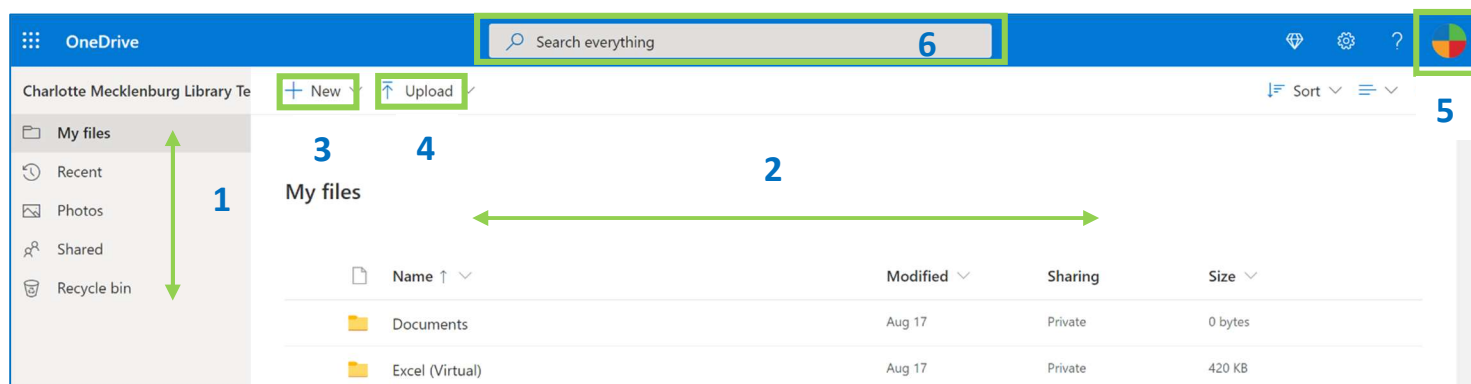 OneDrive
Search everything
6
?
Charlotte Mecklenburg Library Te
New
Upload
Sort
5
My files
3
4
Recent
2
1
Photos
My files
Shared
Recycle bin
Name ↑ Modified Sharing Size
Documents Aug 17 Private 0 bytes
Excel (Virtual) Aug 17 Private 420 KB